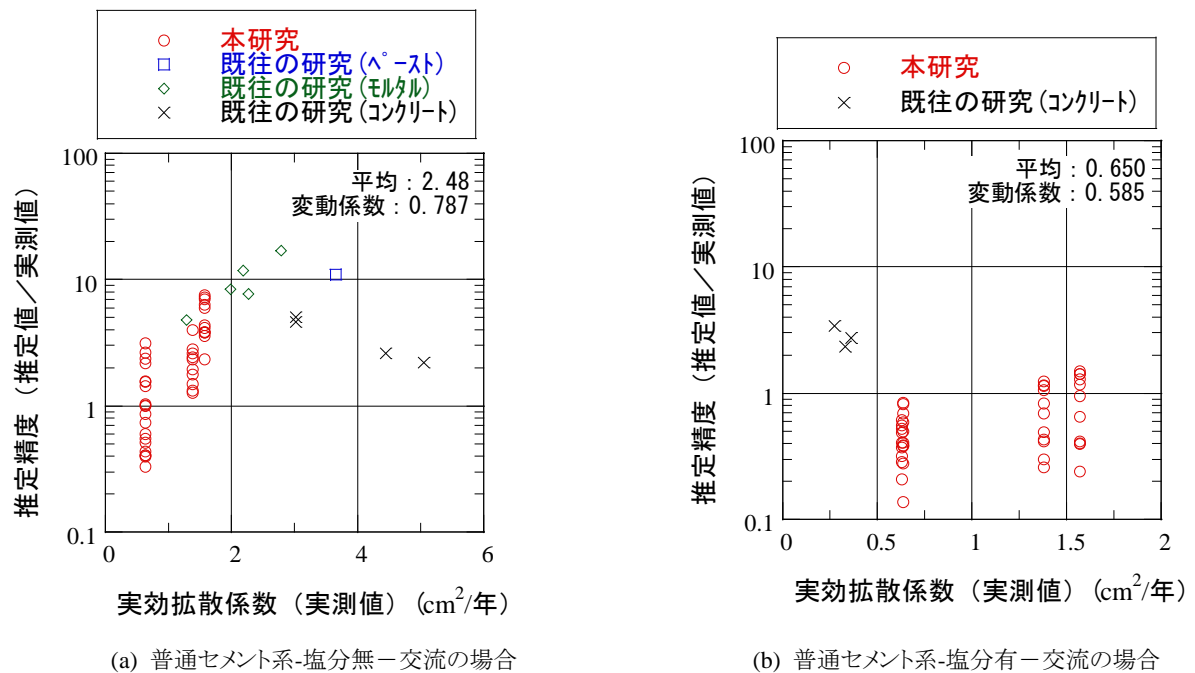 本研究
既往の研究(ペースト)
既往の研究(モルタル)
既往の研究(コンクリート)
100
10
1
0.1
平均：2.48
変動係数：0.787
推定精度（推定値／実測値）
0 2 4 6
実効拡散係数（実測値）(cm²/年)
(a) 普通セメント系-塩分無－交流の場合
本研究
既往の研究(コンクリート)
100
10
1
0.1
平均：0.650
変動係数：0.585
推定精度（推定値／実測値）
0 0.5 1 1.5 2
実効拡散係数（実測値）(cm²/年)
(b) 普通セメント系-塩分有－交流の場合